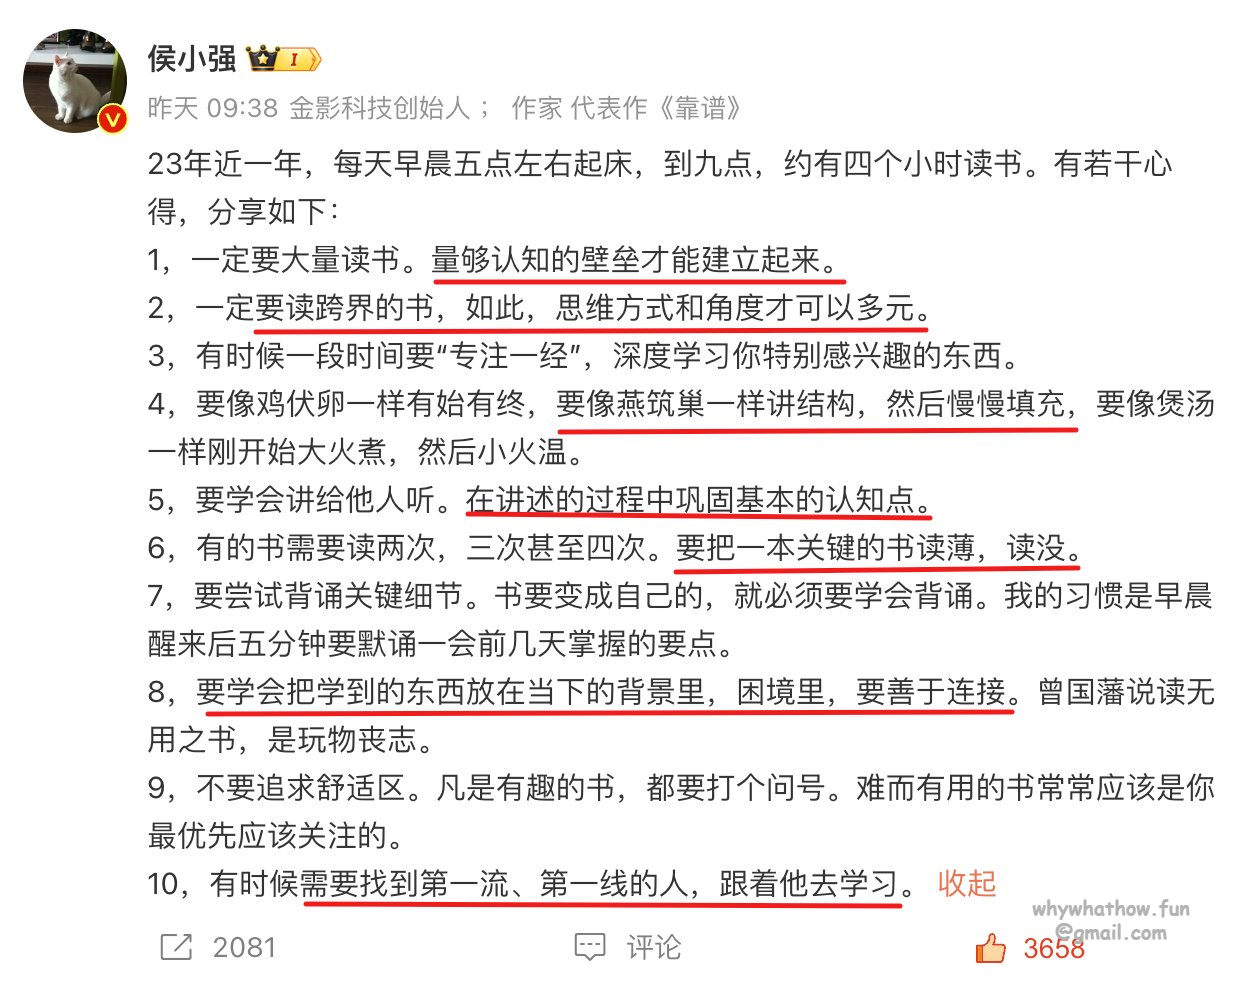 侯小强 I
昨天 09:38 金影科技创始人； 作家 代表作《靠谱》
V
23年近一年，每天早晨五点左右起床，到九点，约有四个小时读书。有若干心
得，分享如下：
1，一定要大量读书。量够认知的壁垒才能建立起来。
2，一定要读跨界的书，如此，思维方式和角度才可以多元。
3，有时候一段时间要“专注一经”，深度学习你特别感兴趣的东西。
4，要像鸡伏卵一样有始有终，要像燕筑巢一样讲结构，然后慢慢填充，要像煲汤
一样刚开始大火煮，然后小火温。
5，要学会讲给他人听。在讲述的过程中巩固基本的认知点。
6，有的书需要读两次，三次甚至四次。要把一本关键的书读薄，读没。
7，要尝试背诵关键细节。书要变成自己的，就必须要学会背诵。我的习惯是早晨
醒来后五分钟要默诵一会前几天掌握的要点。
8，要学会把学到的东西放在当下的背景里，困境里，要善于连接。曾国藩说读无
用之书，是玩物丧志。
9，不要追求舒适区。凡是有趣的书，都要打个问号。难而有用的书常常应该是你
最优先应该关注的。
10，有时候需要找到第一流、第一线的人，跟着他去学习。 收起
whywhathow.fun
@gmail.com
2081 评论 3658